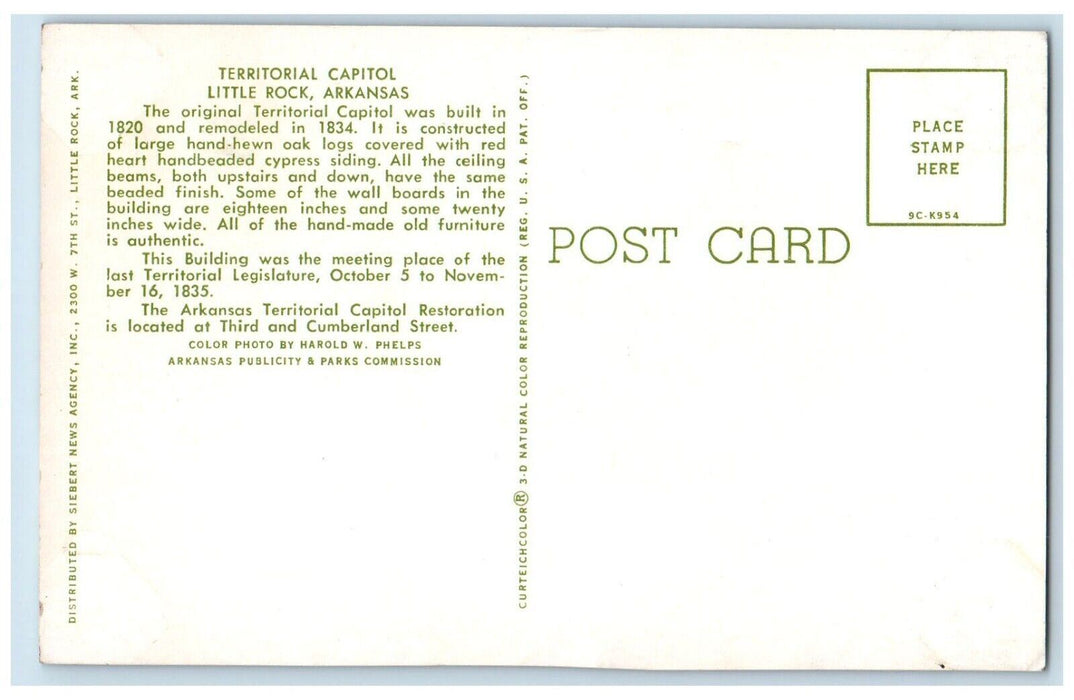 DISTRIBUTED BY SIEBERT NEWS AGENCY, INC., 2300 W. 7TH ST., LITTLE ROCK, ARK.
TERRITORIAL CAPITOL
LITTLE ROCK, ARKANSAS
The original Territorial Capitol was built in
1820 and remodeled in 1834. It is constructed
of large hand-hewn oak logs covered with red
heart handbeaded cypress siding. All the ceiling
beams, both upstairs and down, have the same
beaded finish. Some of the wall boards in the
building are eighteen inches and some twenty
inches wide. All of the hand-made old furniture
is authentic.
This Building was the meeting place of the
last Territorial Legislature, October 5 to Novem-
ber 16, 1835.
The Arkansas Territorial Capitol Restoration
is located at Third and Cumberland Street.
COLOR PHOTO BY HAROLD W. PHELPS
ARKANSAS PUBLICITY & PARKS COMMISSION
CURTEICHCOLOR® 3-D NATURAL COLOR REPRODUCTION (REG. U. S. A. PAT. OFF.)
POST CARD
PLACE
STAMP
HERE
9C-K954